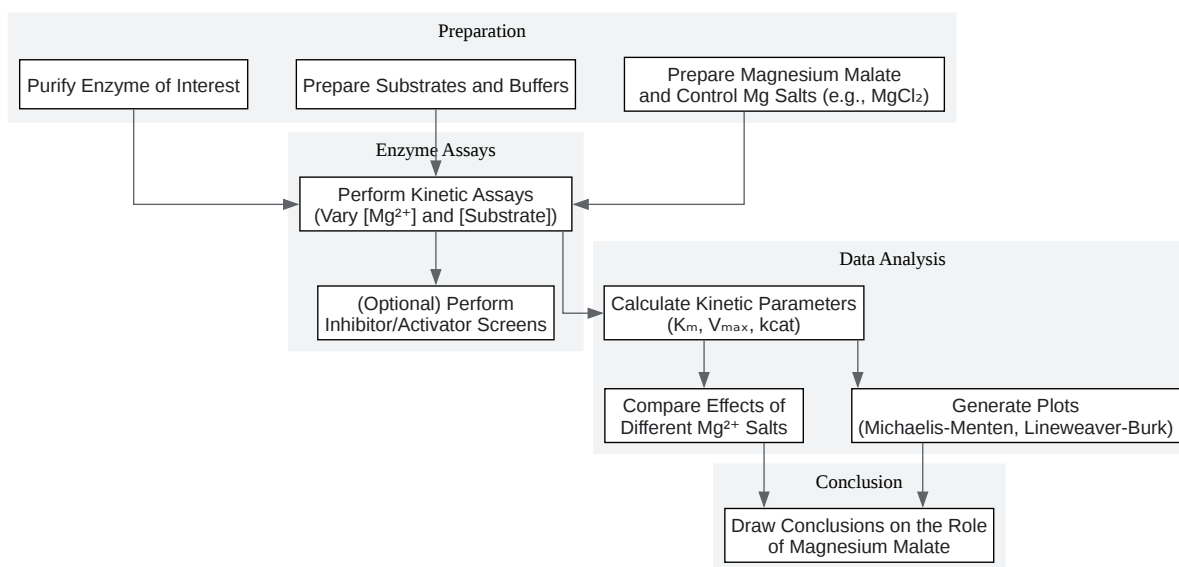 Preparation
Purify Enzyme of Interest
Prepare Substrates and Buffers
Prepare Magnesium Malate
and Control Mg Salts (e.g., MgCl₂)
Enzyme Assays
Perform Kinetic Assays
(Vary [Mg²⁺] and [Substrate])
(Optional) Perform
Inhibitor/Activator Screens
Data Analysis
Calculate Kinetic Parameters
(Kₘ, Vₘₐₓ, kcat)
Compare Effects of
Different Mg²⁺ Salts
Generate Plots
(Michaelis-Menten, Lineweaver-Burk)
Conclusion
Draw Conclusions on the Role
of Magnesium Malate